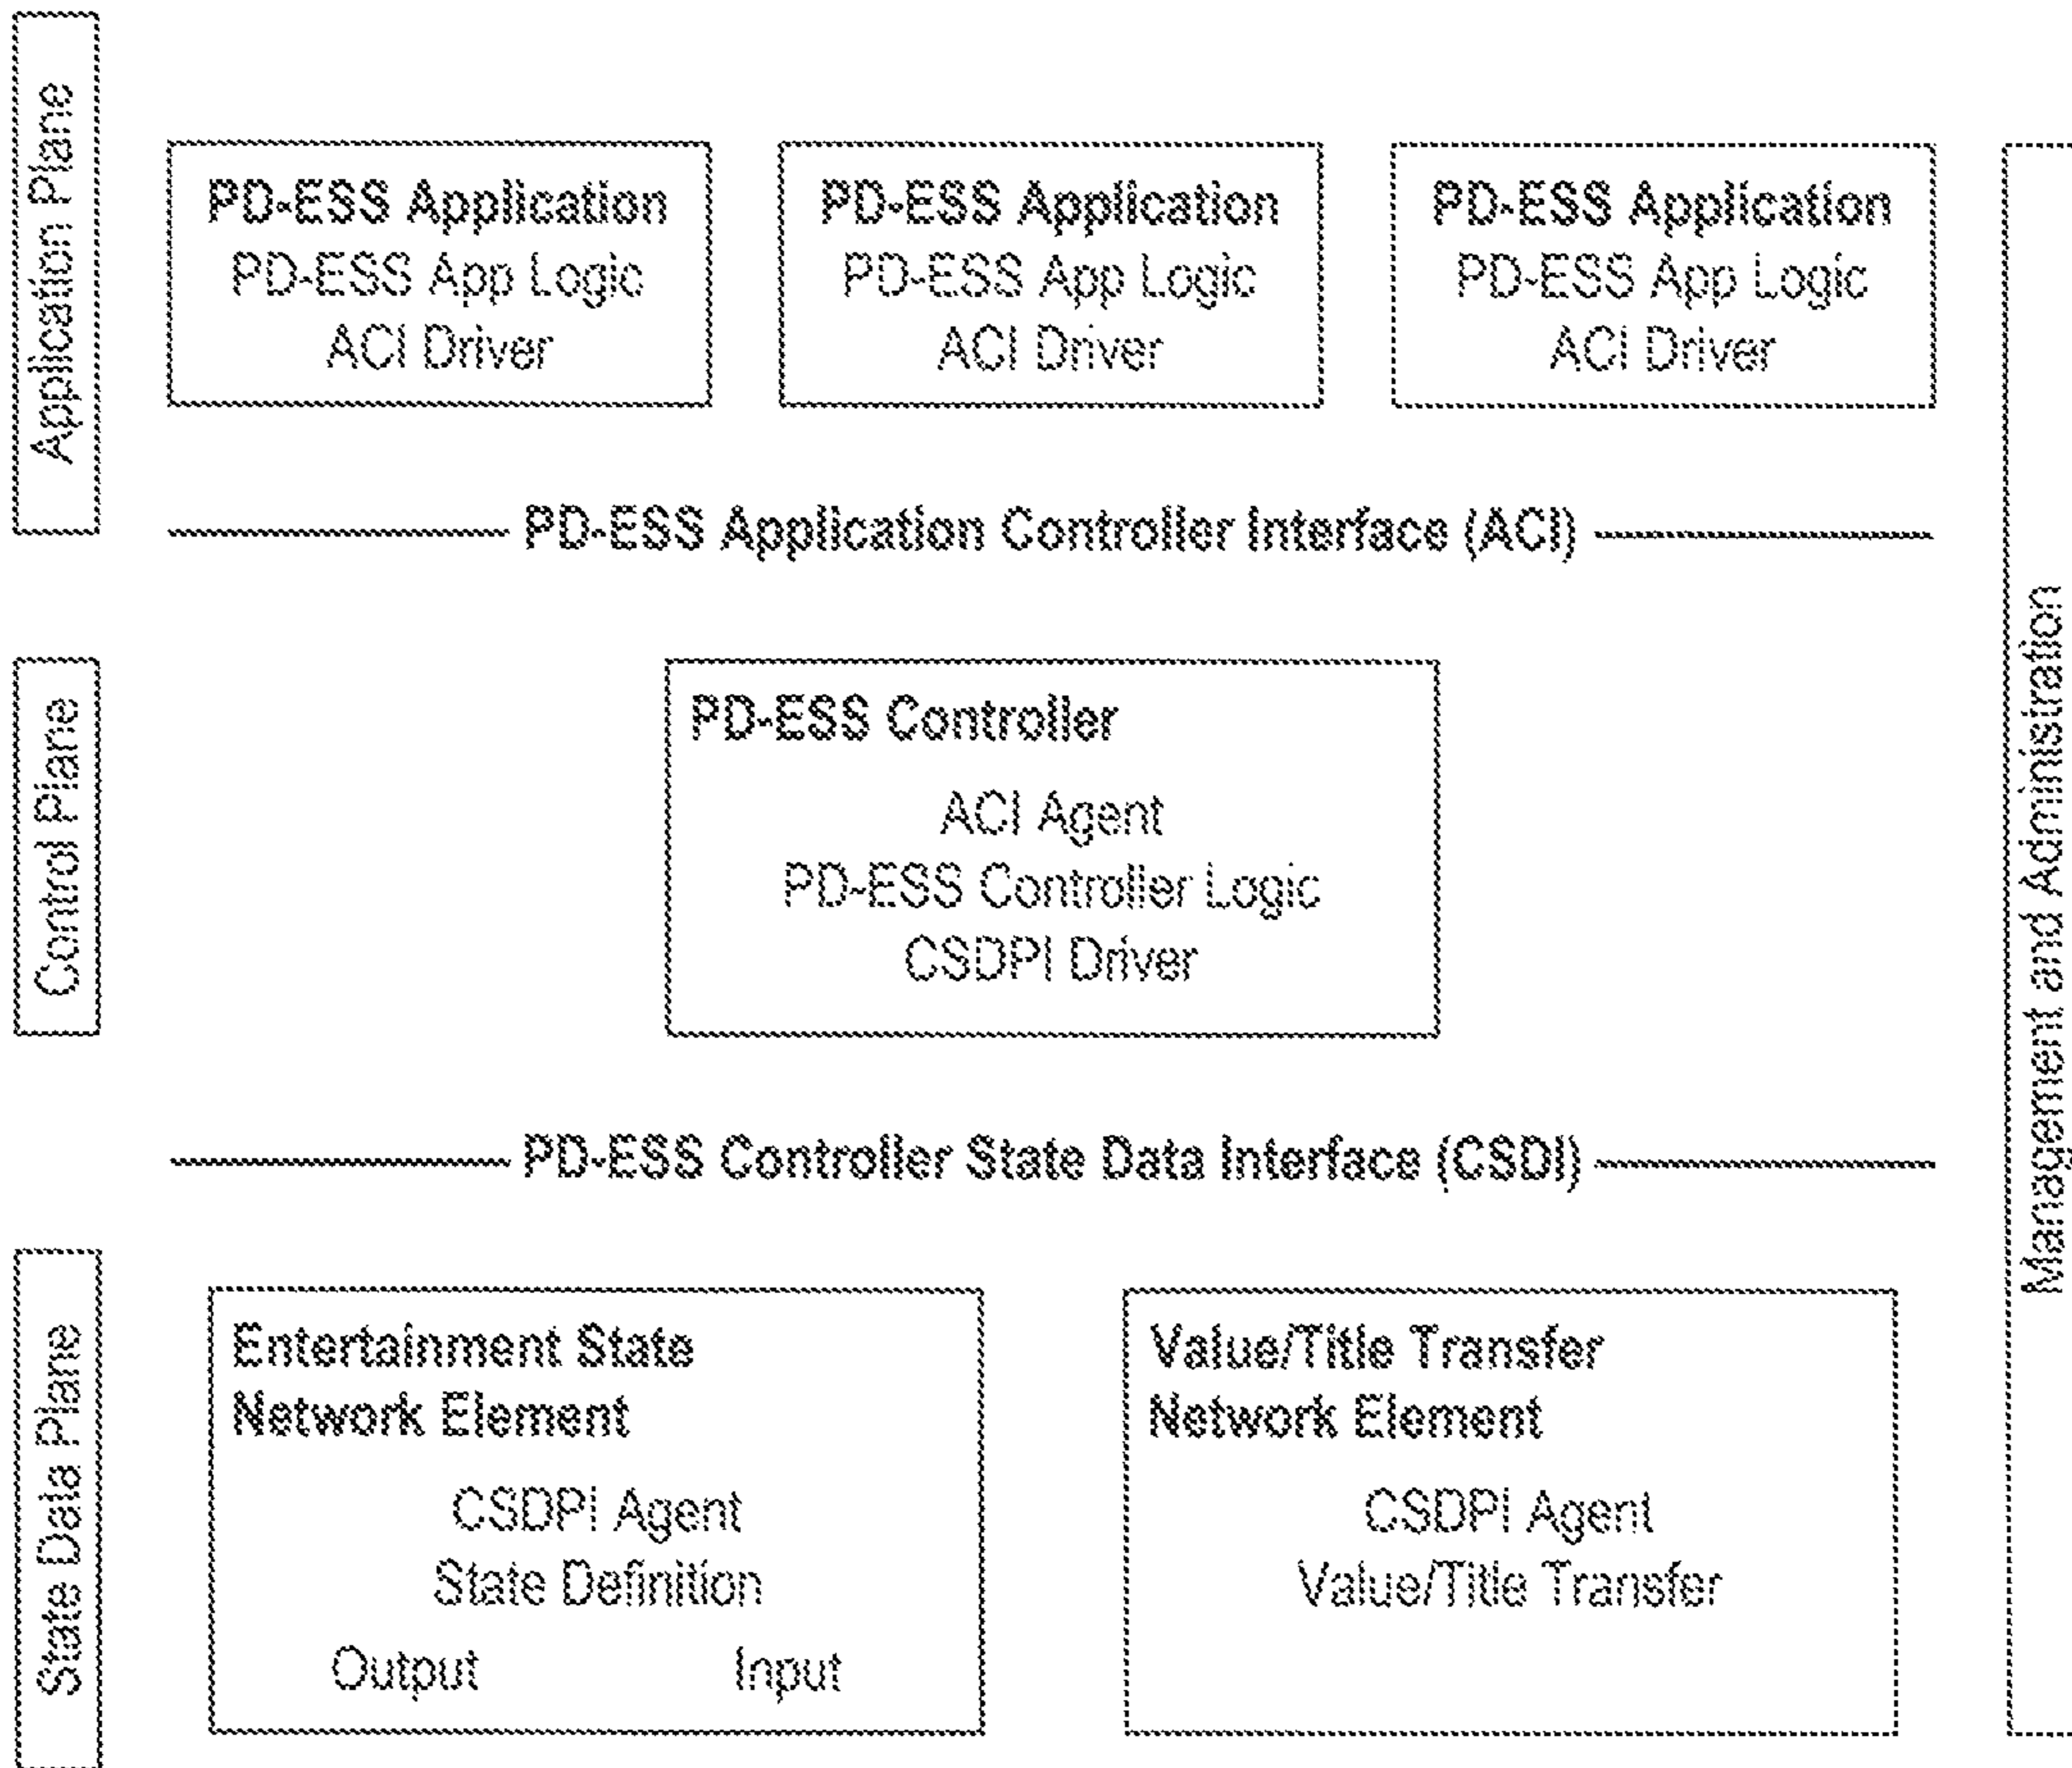 Application Plane
PD-ESS Application
PD-ESS App Logic
ACI Driver
PD-ESS Application
PD-ESS App Logic
ACI Driver
PD-ESS Application
PD-ESS App Logic
ACI Driver
PD-ESS Application Controller Interface (ACI)
Control Plane
PD-ESS Controller
ACI Agent
PD-ESS Controller Logic
CSDPI Driver
PD-ESS Controller State Data Interface (CSDI)
State Data Plane
Entertainment State
Network Element
CSDPI Agent
State Definition
Output Input
Value/Title Transfer
Network Element
CSDPI Agent
Value/Title Transfer
Management and Administration